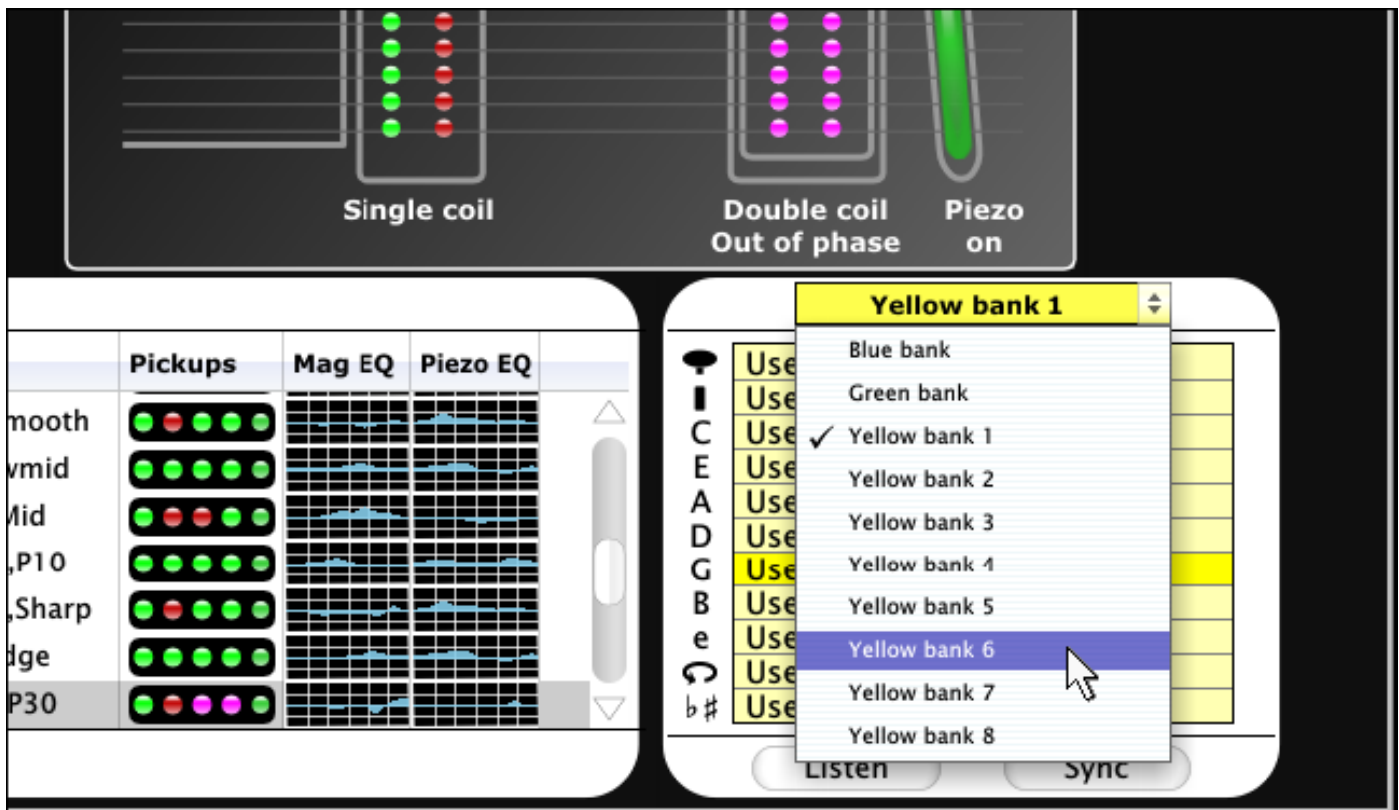 Single coil
Double coil
Out of phase
Piezo
on
Yellow bank 1
Pickups
Mag EQ
Piezo EQ
mooth
wmid
Mid
,P10
,Sharp
dge
P30
C
E
A
D
G
B
e
♭♯
Use
Use
Use
Use
Use
Use
Use
Use
Use
Use
Use
Blue bank
Green bank
✓ Yellow bank 1
Yellow bank 2
Yellow bank 3
Yellow bank 4
Yellow bank 5
Yellow bank 6
Yellow bank 7
Yellow bank 8
Listen
Sync